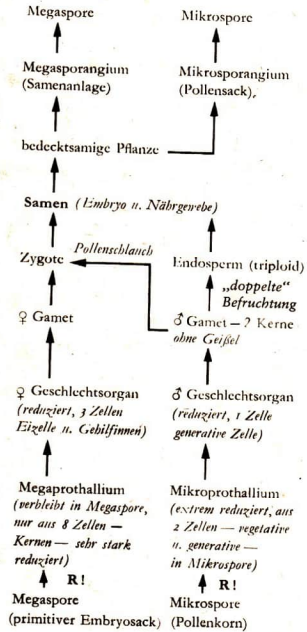 Megaspore Mikrospore
Megasporangium Mikrosporangium
(Samenanlage) (Pollensack),
bedecktsamige Pflanze
Samen (Embryo u. Nährgewebe)
Pollenschlauch
Zygote Endosperm (triploid)
„doppelte“
Befruchtung
♀ Gamet ♂ Gamet – 2 Kerne
ohne Geißel
♀ Geschlechtsorgan ♂ Geschlechtsorgan
(reduziert, 3 Zellen (reduziert, 1 Zelle
Eizelle u. Gehilfinnen) generative Zelle)
Megaprothallium Mikroprothallium
(verbleibt in Megaspore, (extrem reduziert, aus
nur aus 8 Zellen – 2 Zellen – vegetative
Kernen – sehr stark u. generative –
reduziert) in Mikrospore)
R! R!
Megaspore Mikrospore
(primitiver Embryosack) (Pollenkorn)